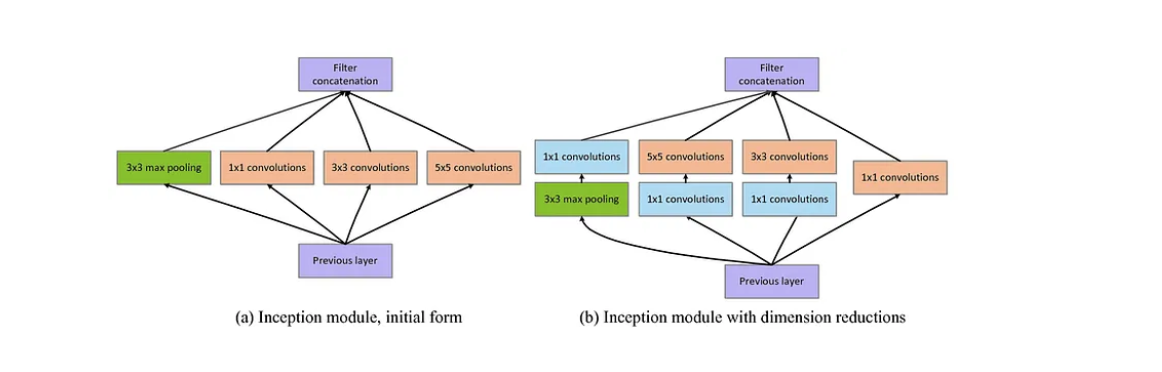 Filter
concatenation
3x3 max pooling
1x1 convolutions
3x3 convolutions
5x5 convolutions
Previous layer
(a) Inception module, initial form
Filter
concatenation
1x1 convolutions
5x5 convolutions
3x3 convolutions
1x1 convolutions
3x3 max pooling
1x1 convolutions
1x1 convolutions
Previous layer
(b) Inception module with dimension reductions